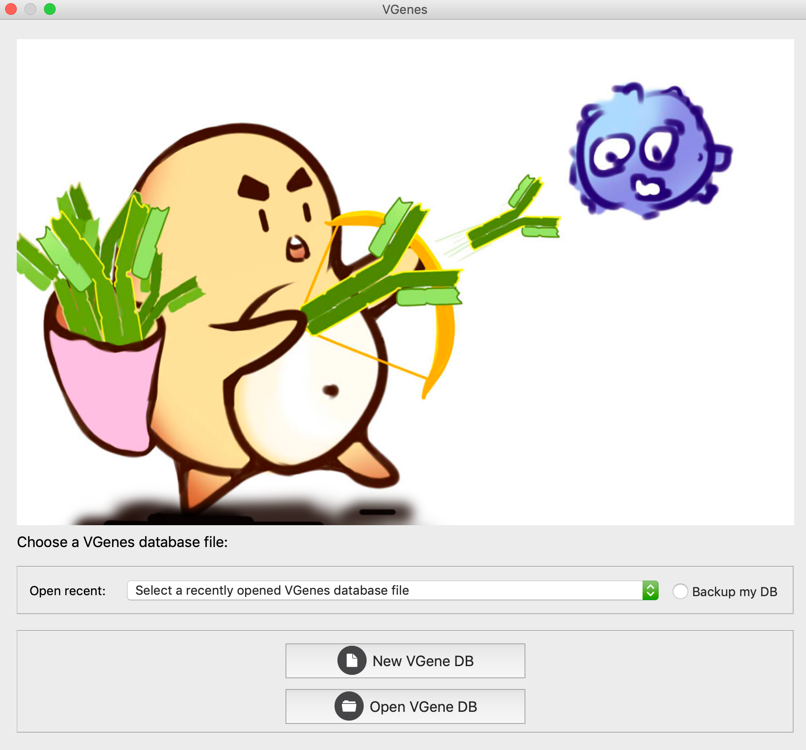 VGenes
Choose a VGenes database file:
Open recent:
Select a recently opened VGenes database file
Backup my DB
New VGene DB
Open VGene DB